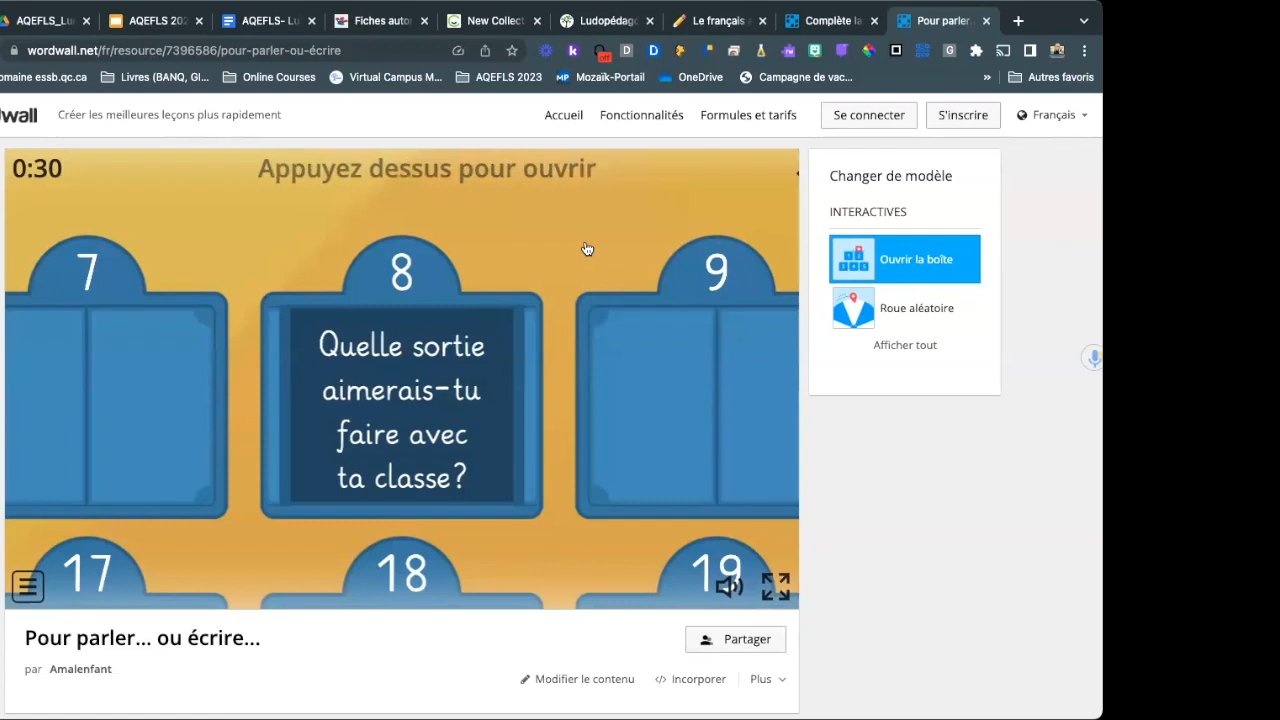 AQEFLS_L
AQEFLS 202
AQEFLS- Lu
Fiches auto
New Collect
Ludopédag
Le français a
Complète la
Pour parler...
wordwall.net/fr/resource/7396586/pour-parler-ou-écrire
off
omaine essb.qc.ca
Livres (BANQ, Gl...
Online Courses
Virtual Campus M...
AQEFLS 2023
Mozaïk-Portail
OneDrive
Campagne de vac...
»
Autres favoris
dwall
Créer les meilleures leçons plus rapidement
Accueil
Fonctionnalités
Formules et tarifs
Se connecter
S'inscrire
Français
0:30
Appuyez dessus pour ouvrir
7
8
9
Quelle sortie
aimerais-tu
faire avec
ta classe?
17
18
19
Changer de modèle
INTERACTIVES
Ouvrir la boîte
Roue aléatoire
Afficher tout
Pour parler... ou écrire...
par Amalenfant
Partager
Modifier le contenu
Incorporer
Plus